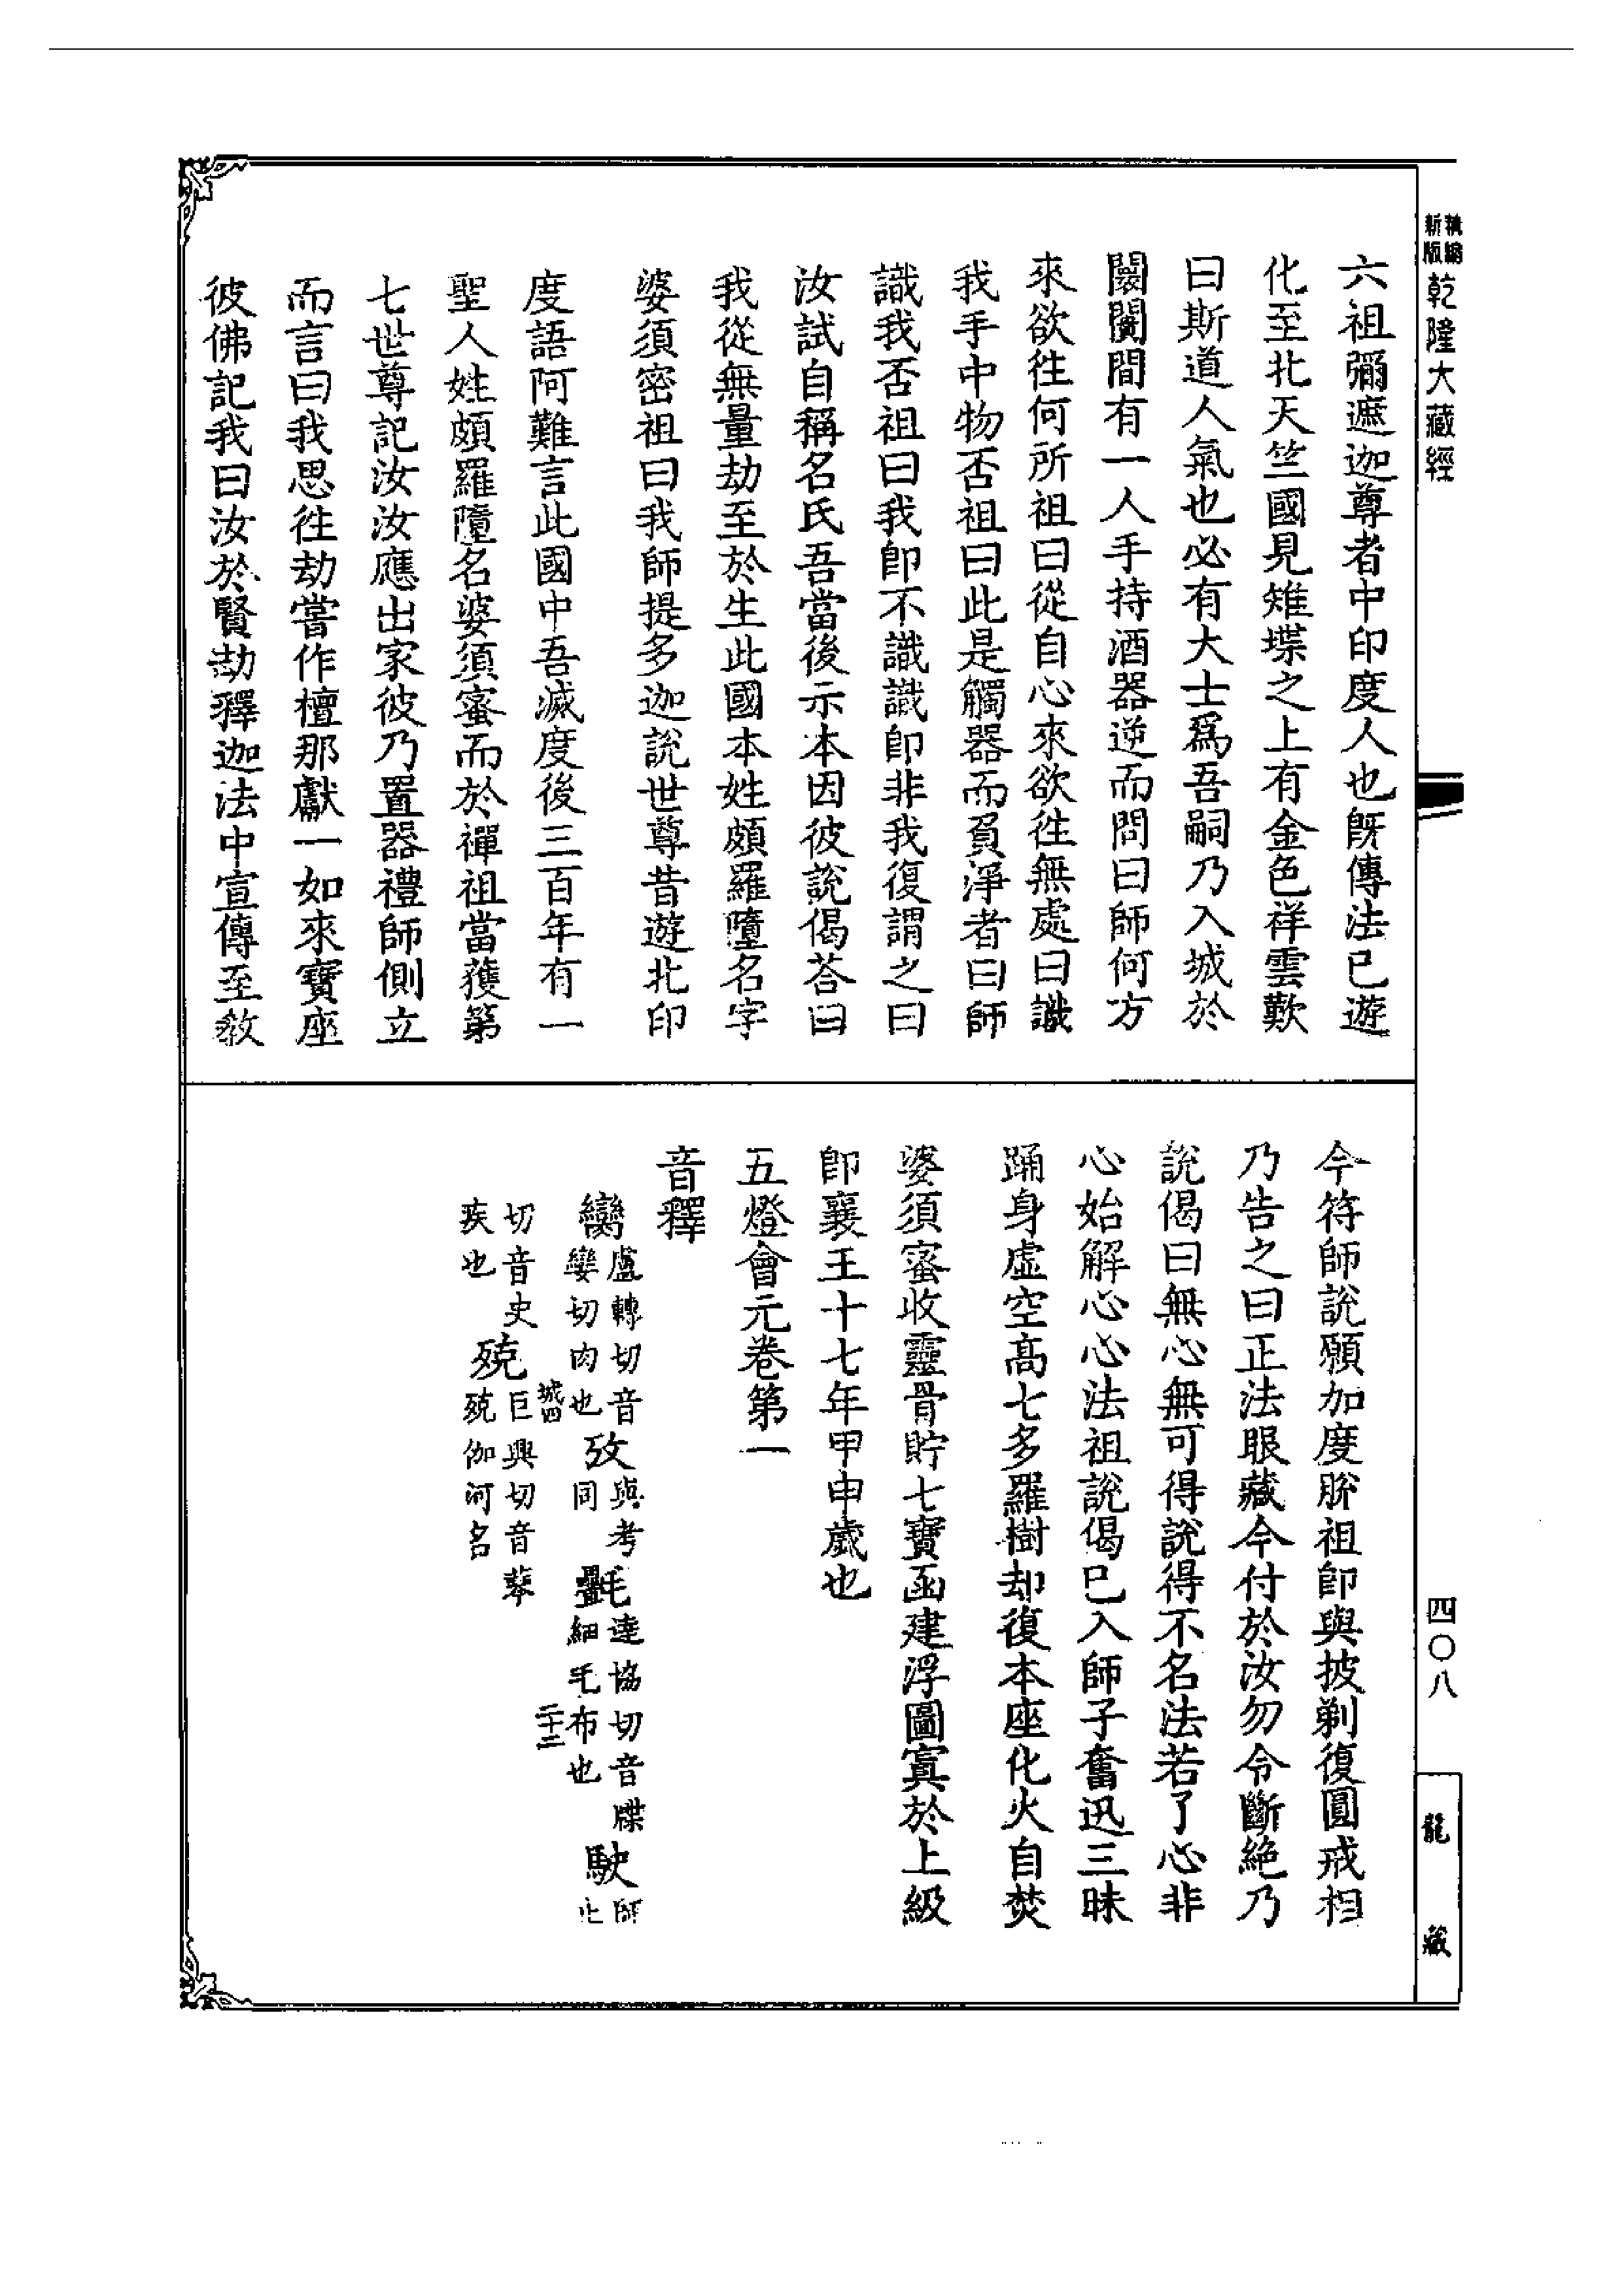 新編
縮版
乾隆大藏經
六祖彌遮迦尊者中印度人也旣傳法已遊
化至北天竺國見雉堞之上有金色祥雲歎
曰斯道人氣也必有大士爲吾嗣乃入城於
闤闠間有一人手持酒器逆而問曰師何方
來欲徃何所祖曰從自心來欲徃無處曰識
我手中物否祖曰此是觸器而負淨者曰師
識我否祖曰我卽不識識卽非我復謂之曰
汝試自稱名氏吾當後示本因彼說偈荅曰
我從無量劫至於生此國本姓頗羅墮名字
婆須密祖曰我師提多迦說世尊昔遊北印
度語阿難言此國中吾滅度後三百年有一
聖人姓頗羅墮名婆須蜜而於禪祖當獲第
七世尊記汝汝應出家彼乃置器禮師側立
而言曰我思徃劫嘗作檀那獻一如來寶座
彼佛記我曰汝於賢劫釋迦法中宣傳至教
今符師說願加度脫祖卽與披剃復圓戒相
乃告之曰正法眼藏今付於汝勿令斷絕乃
說偈曰無心無可得說得不名法若了心非
心始解心心法祖說偈已入師子奮迅三昧
踊身虛空高七多羅樹却復本座化火自焚
婆須蜜收靈骨貯七寶函建浮圖寘於上級
卽襄王十七年甲申歲也
五燈會元卷第一
音釋
臠盧轉切音孌切肉也攷與考同氎達協切音牒細毛布也駛師止
切音史疾也殑巨興切音殑伽河名
城四
二十二
四〇八
龍藏